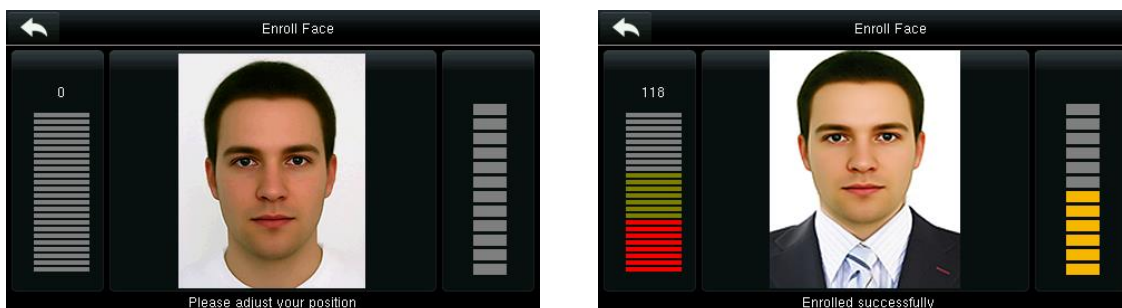 Enroll Face
0
Please adjust your position
Enroll Face
118
Enrolled successfully